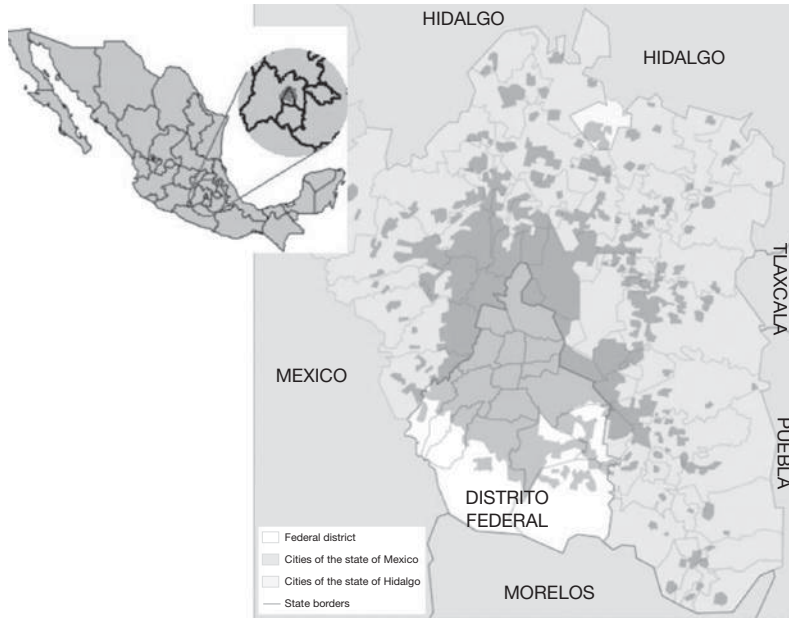 HIDALGO
HIDALGO
TLAXCALA
MEXICO
PUEBLA
DISTRITO
FEDERAL
MORELOS
Federal district
Cities of the state of Mexico
Cities of the state of Hidalgo
State borders